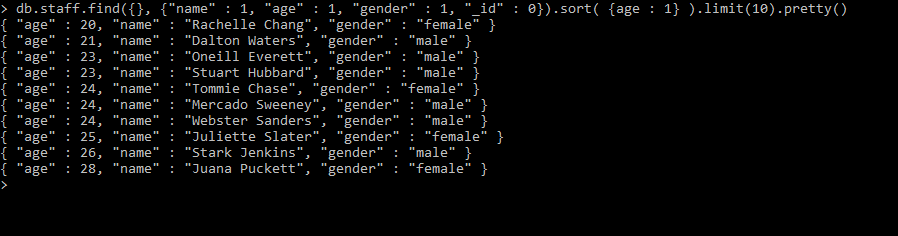 > db.staff.find({}, {"name" : 1, "age" : 1, "gender" : 1, "_id" : 0}).sort( {age : 1} ).limit(10).pretty()
{ "age" : 20, "name" : "Rachelle Chang", "gender" : "female" }
{ "age" : 21, "name" : "Dalton Waters", "gender" : "male" }
{ "age" : 23, "name" : "Oneill Everett", "gender" : "male" }
{ "age" : 23, "name" : "Stuart Hubbard", "gender" : "male" }
{ "age" : 24, "name" : "Tommie Chase", "gender" : "female" }
{ "age" : 24, "name" : "Mercado Sweeney", "gender" : "male" }
{ "age" : 24, "name" : "Webster Sanders", "gender" : "male" }
{ "age" : 25, "name" : "Juliette Slater", "gender" : "female" }
{ "age" : 26, "name" : "Stark Jenkins", "gender" : "male" }
{ "age" : 28, "name" : "Juana Puckett", "gender" : "female" }
>